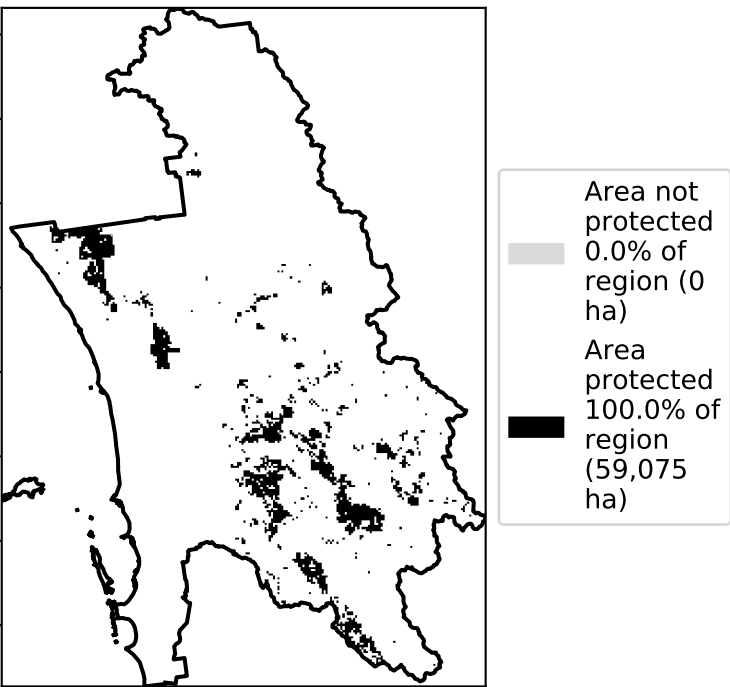 Area not
protected
0.0% of
region (0
ha)
Area
protected
100.0% of
region
(59,075
ha)